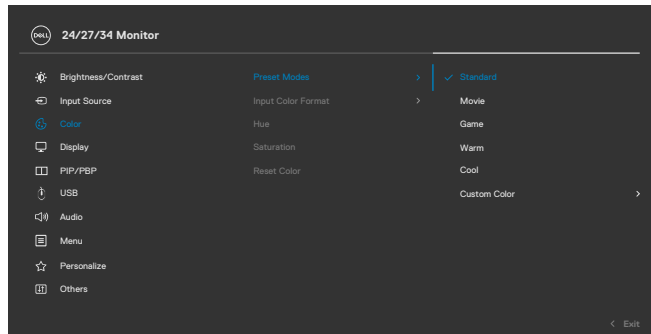 DELL
24/27/34 Monitor
Brightness/Contrast
Input Source
Color
Display
PIP/PBP
USB
Audio
Menu
Personalize
Others
Preset Modes
Input Color Format
Hue
Saturation
Reset Color
Standard
Movie
Game
Warm
Cool
Custom Color
Exit